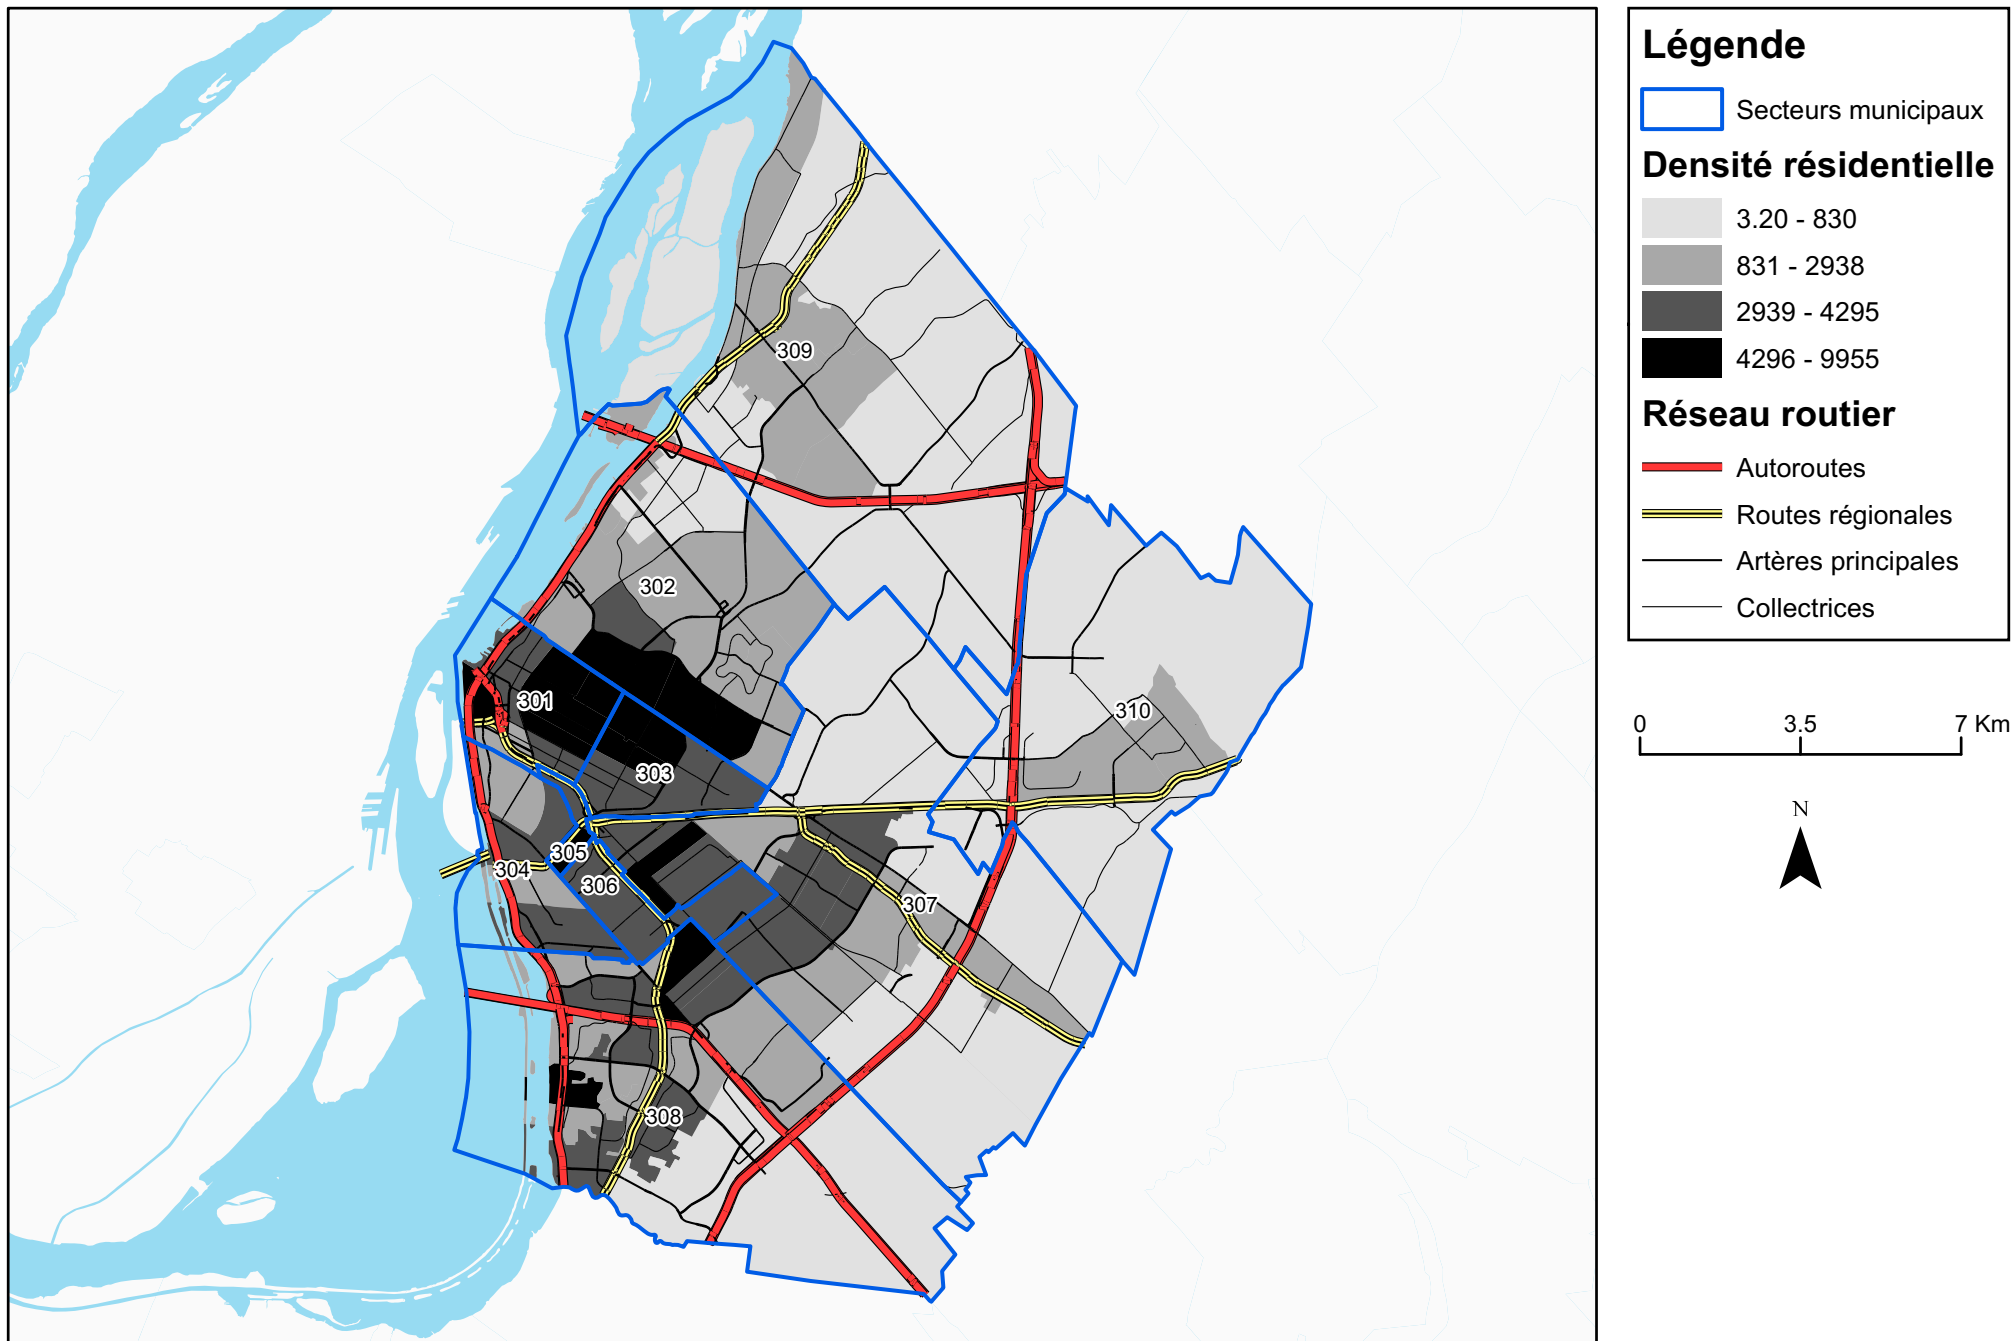 Légende
Secteurs municipaux
Densité résidentielle
3.20 - 830
831 - 2938
2939 - 4295
4296 - 9955
Réseau routier
Autoroutes
Routes régionales
Artères principales
Collectrices
0 3.5 7 Km
N
309
302
301
310
303
305
304
306
307
308